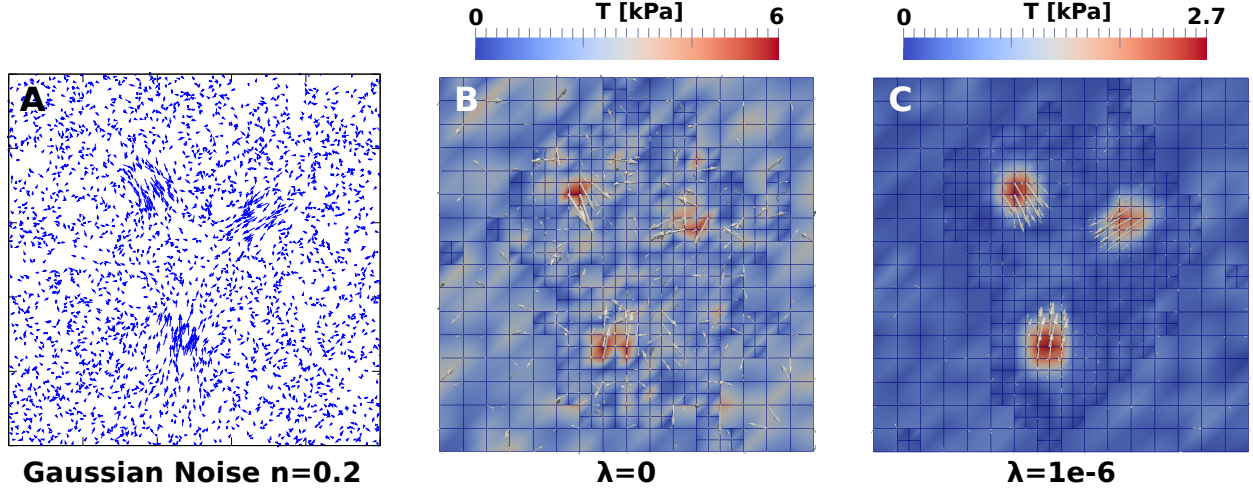 T [kPa]
0
6
T [kPa]
0
2.7
A
B
C
Gaussian Noise n=0.2
λ=0
λ=1e-6